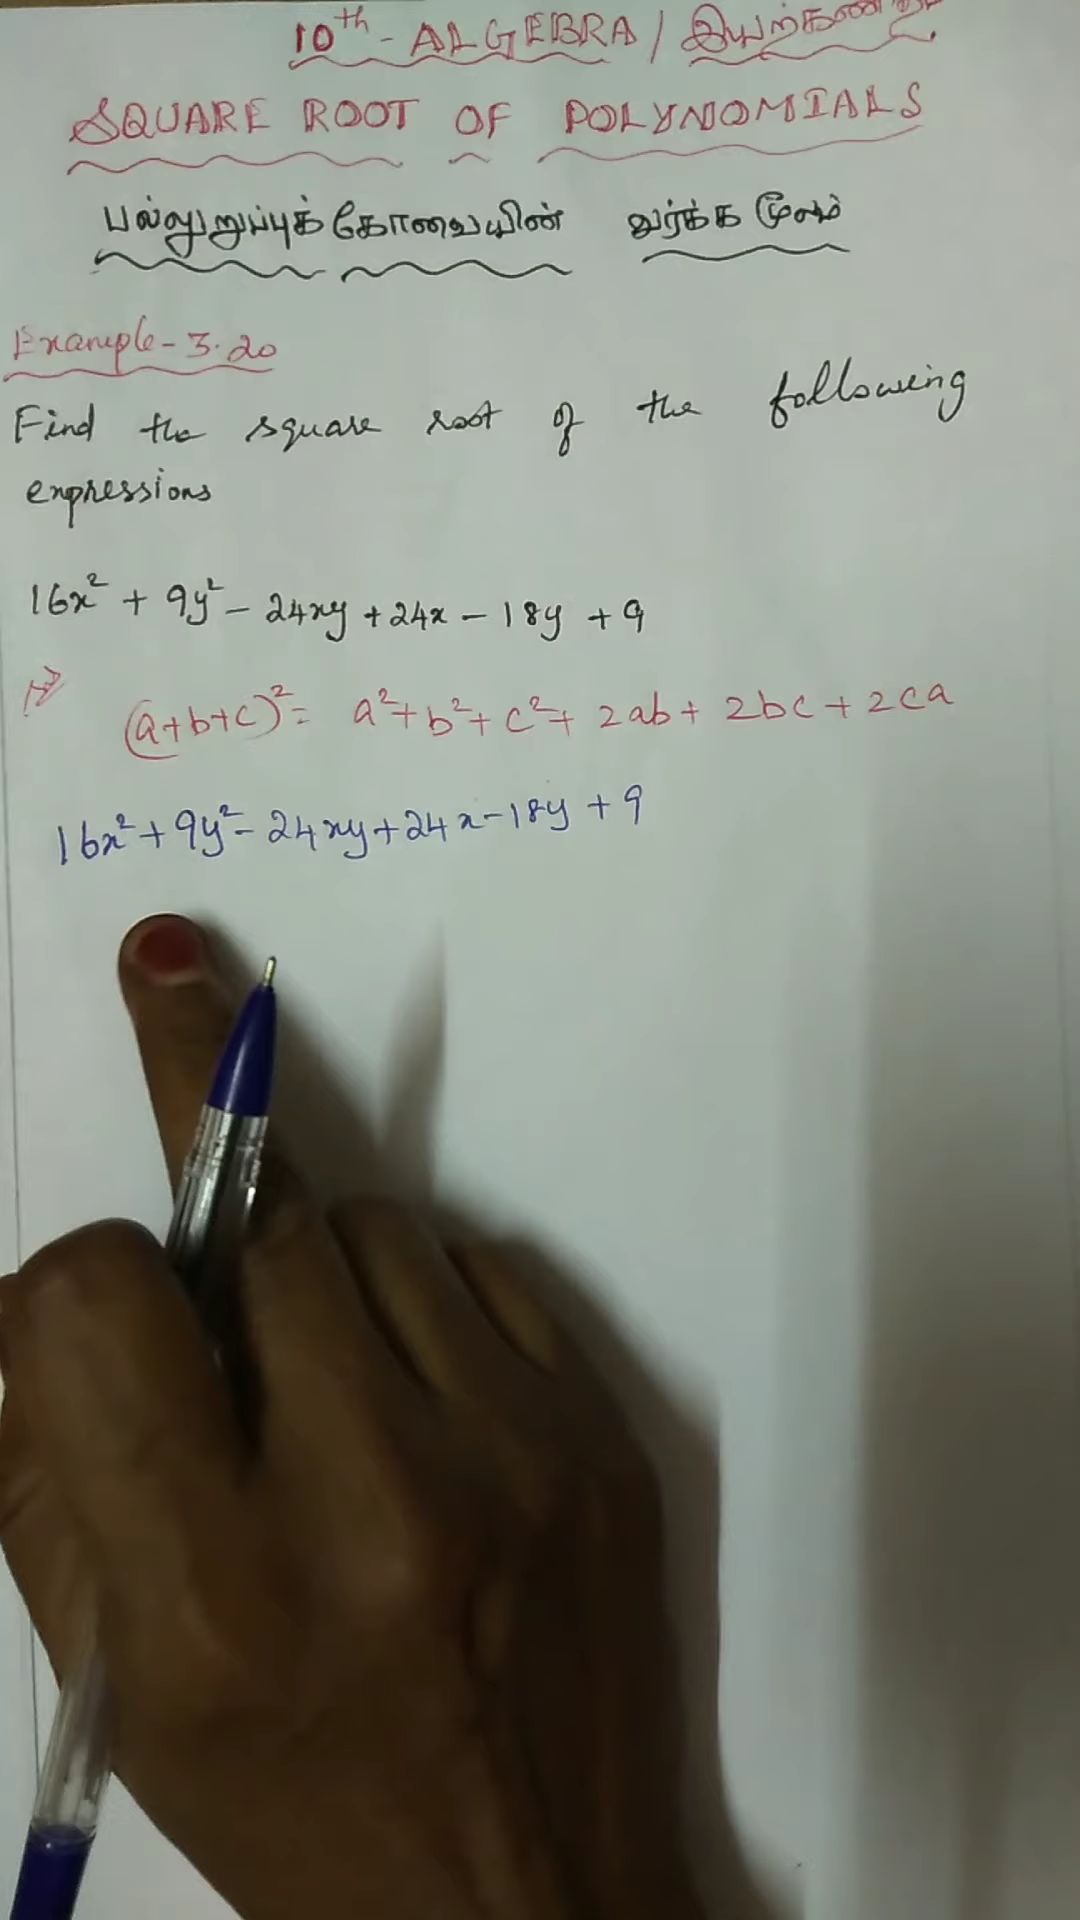 10th - ALGEBRA / இயற்கணிதம்
SQUARE ROOT OF POLYNOMIALS
பல்லுறுப்புக் கோவையின் வர்க்க மூலம்
Example - 3.20
Find the square root of the following
expressions
16x² + 9y² - 24xy + 24x - 18y + 9
(a+b+c)² = a² + b² + c² + 2ab + 2bc + 2ca
16x² + 9y² - 24xy + 24x - 18y + 9